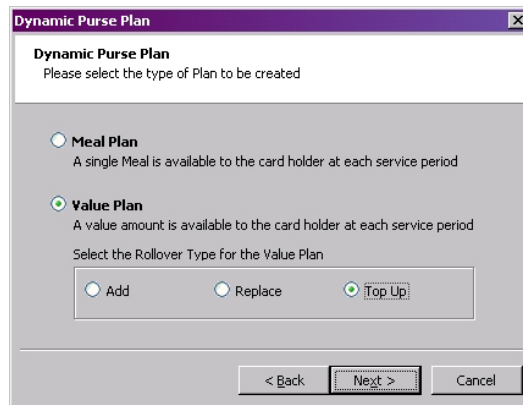 Dynamic Purse Plan
Dynamic Purse Plan
Please select the type of Plan to be created
Meal Plan
A single Meal is available to the card holder at each service period
Value Plan
A value amount is available to the card holder at each service period
Select the Rollover Type for the Value Plan
Add Replace Top Up
< Back Next > Cancel